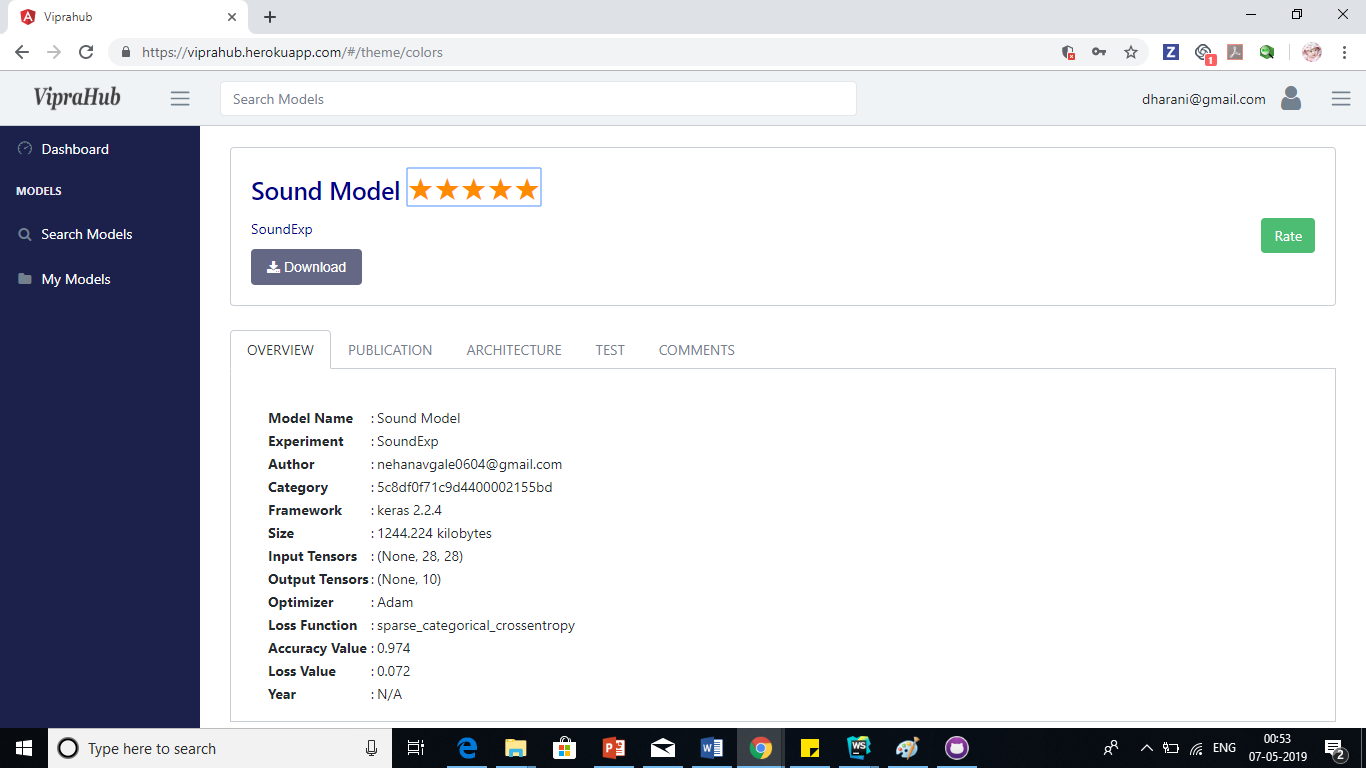 Viprahub
https://viprahub.herokuapp.com/#/theme/colors
1
VipraHub
Search Models
dharani@gmail.com
Dashboard
MODELS
Search Models
My Models
Sound Model
SoundExp
Download
Rate
OVERVIEW PUBLICATION ARCHITECTURE TEST COMMENTS
Model Name : Sound Model
Experiment : SoundExp
Author : nehanavgale0604@gmail.com
Category : 5c8df0f71c9d4400002155bd
Framework : keras 2.2.4
Size : 1244.224 kilobytes
Input Tensors : (None, 28, 28)
Output Tensors : (None, 10)
Optimizer : Adam
Loss Function : sparse_categorical_crossentropy
Accuracy Value : 0.974
Loss Value : 0.072
Year : N/A
Type here to search
ENG
00:53
07-05-2019
2